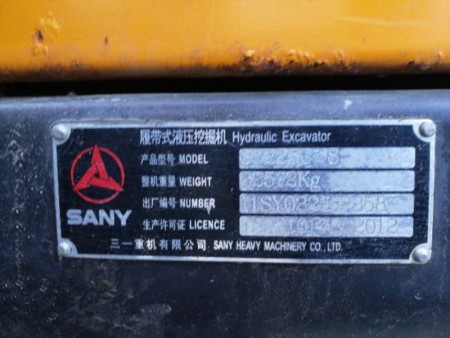 履带式液压挖掘机 Hydraulic Excavator
产品型号 MODEL
整机重量 WEIGHT
出厂编号 NUMBER
生产许可证 LICENCE 2012
SANY
三一重机有限公司 SANY HEAVY MACHINERY CO., LTD.